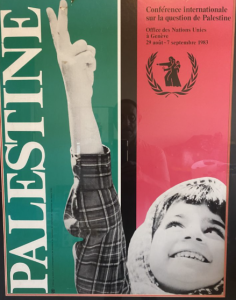 PALESTINE
Conférence internationale
sur la question de Palestine
Office des Nations Unies
à Genève
29 août - 7 septembre 1983